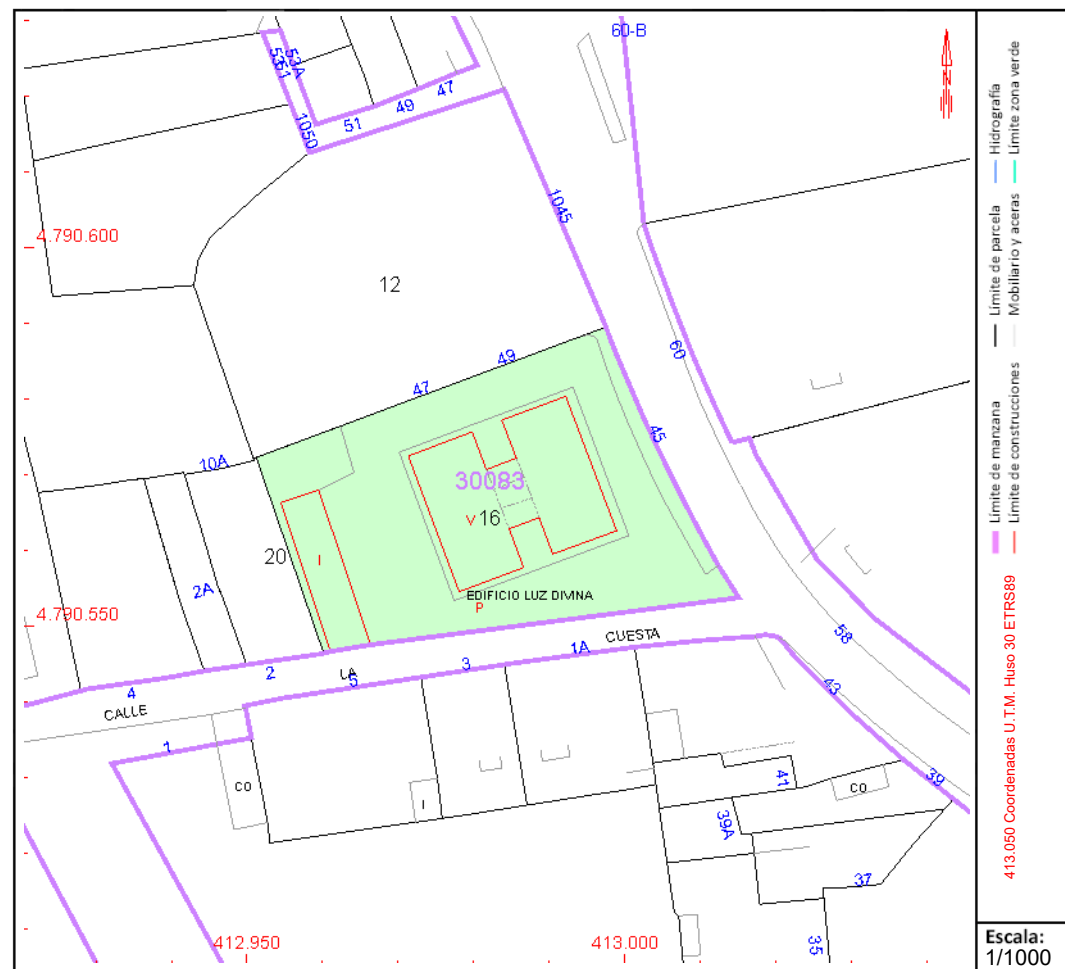 60-B
53A
5351
47
49
51
1050
N
1045
4.790.600
12
60
49
47
45
10A
30083
V 16
20
I
2A
EDIFICIO LUZ DIVINA
P
4.790.550
58
CUESTA
1A
3
LA
2
5
4
CALLE
43
1
CO
I
41
CO
39
39A
37
35
412.950
413.000
Hidrografía
Límite zona verde
Límite de parcela
Mobiliario y aceras
Límite de manzana
Límite de construcciones
413.050 Coordenadas U.T.M. Huso 30 ETRS89
Escala:
1/1000